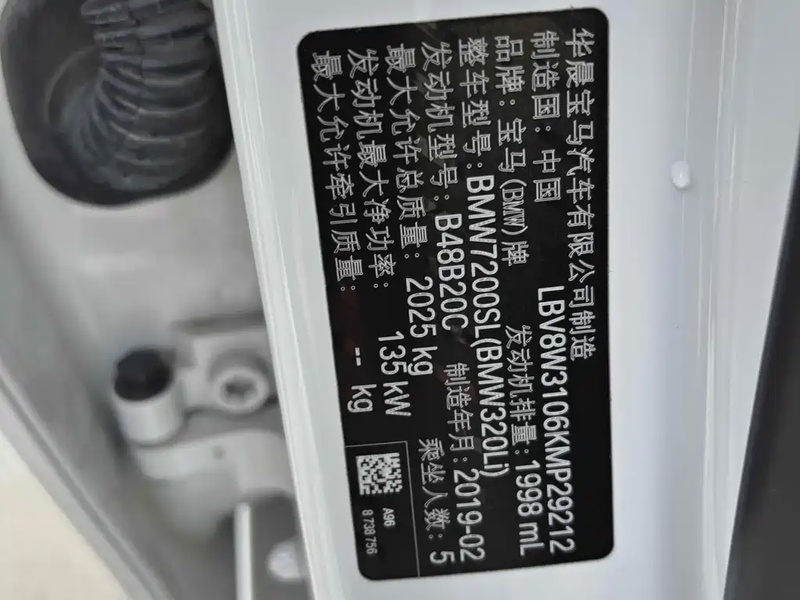 华晨宝马汽车有限公司制造
制造国：中国 LBV8W3106KMP29212
品牌：宝马(BMW)牌 发动机排量：1998 mL
整车型号：BMW7200SL(BMW320Li)
发动机型号：B48B20C 制造年月：2019-02
最大允许总质量：2025 kg 乘坐人数：5
发动机最大净功率：135 kW
最大允许牵引质量：-- kg
A96
8 738 756